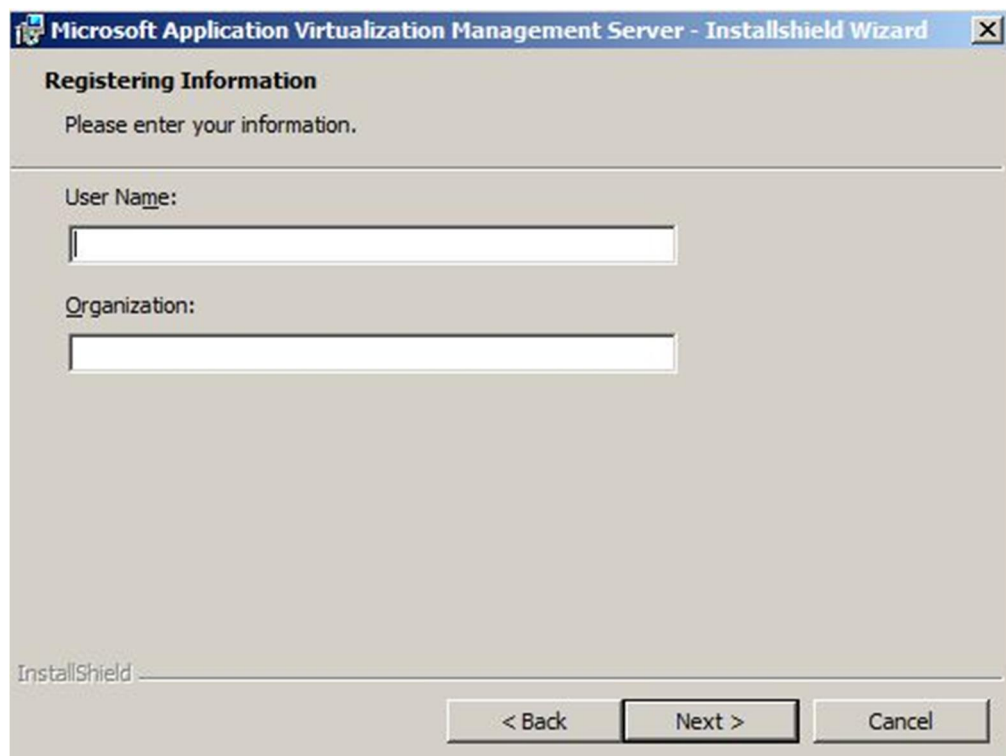 Microsoft Application Virtualization Management Server - Installshield Wizard
Registering Information
Please enter your information.
User Name:
Organization:
InstallShield
< Back Next > Cancel